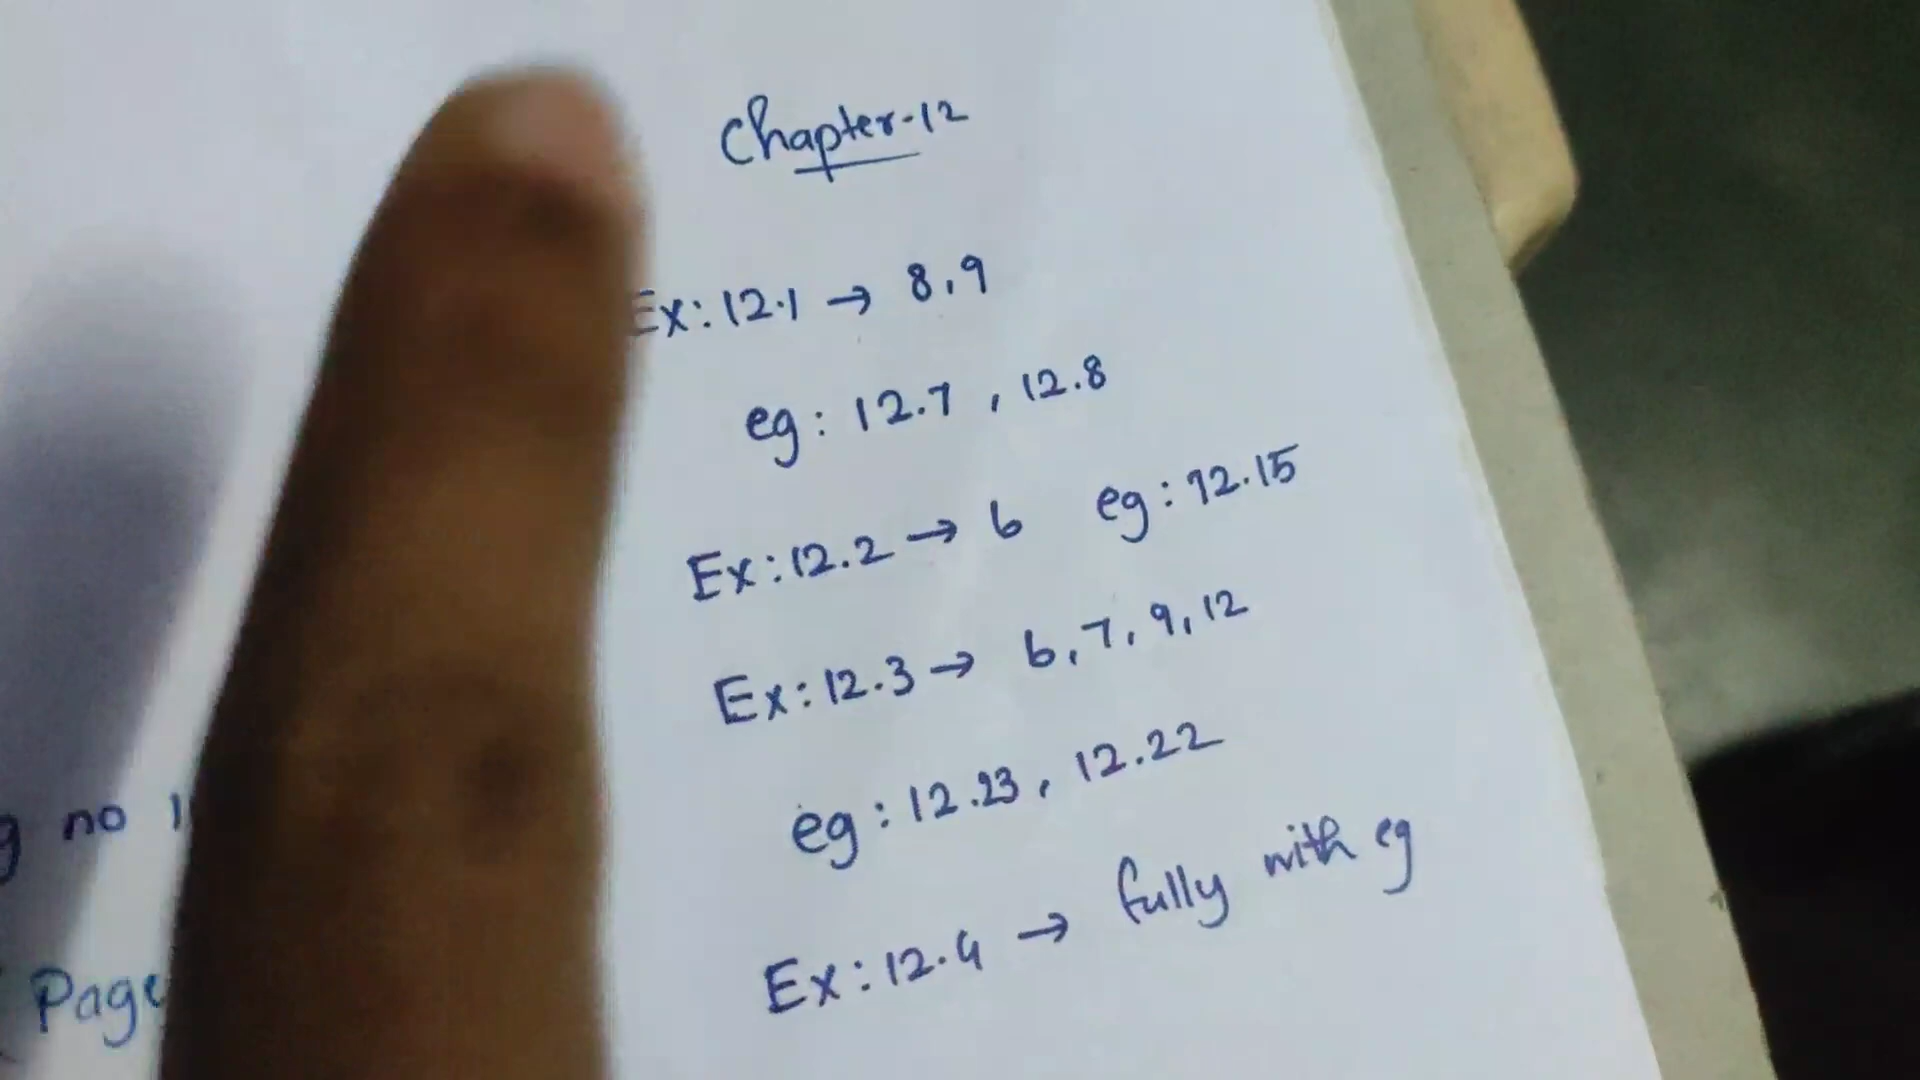 Chapter-12
Ex: 12.1 → 8, 9
eg: 12.7, 12.8
Ex: 12.2 → 6 eg: 12.15
Ex: 12.3 → 6, 7, 9, 12
eg: 12.23, 12.22
Ex: 12.4 → fully with eg
no
Page